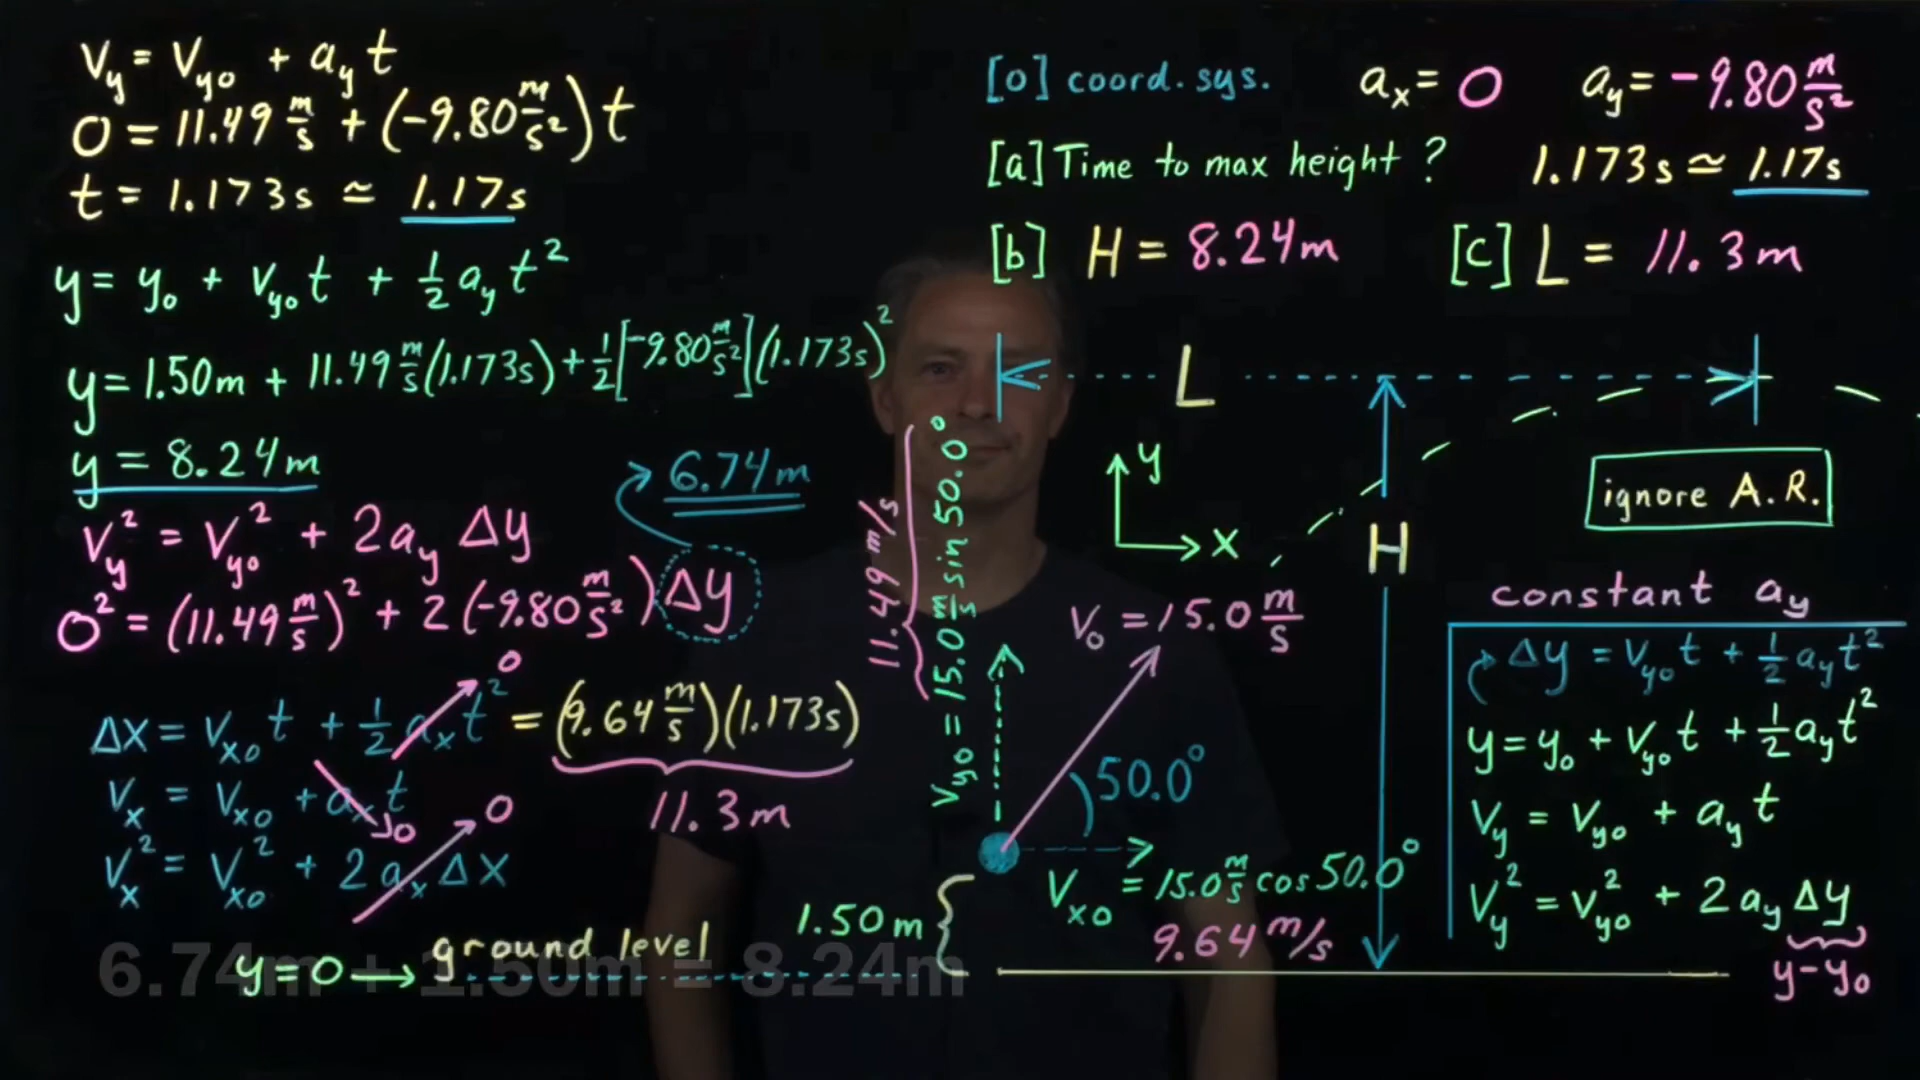 Vy = Vyo + ay t
0 = 11.49 m/s + (-9.80 m/s²) t
t = 1.173s ≃ 1.17s
y = yo + Vyo t + 1/2 ay t²
y = 1.50m + 11.49 m/s (1.173s) + 1/2 [-9.80 m/s²] (1.173s)²
y = 8.24m
6.74m
Vy² = Vyo² + 2ay Δy
0² = (11.49 m/s)² + 2 (-9.80 m/s²) Δy
Δx = Vxo t + 1/2 ax t² = (9.64 m/s)(1.173s)
0
11.3m
Vx = Vxo + ax t
0
Vx² = Vxo² + 2 ax Δx
0
y=0 → ground level
6.74m + 1.50m = 8.24m
[o] coord. sys. ax = 0 ay = -9.80 m/s²
[a] Time to max height ? 1.173s ≃ 1.17s
[b] H = 8.24m [c] L = 11.3m
L
y
x
H
ignore A.R.
Vyo = 15.0 m/s sin 50.0°
11.49 m/s
Vo = 15.0 m/s
50.0°
Vxo = 15.0 m/s cos 50.0°
9.64 m/s
1.50m
constant ay
Δy = Vyo t + 1/2 ay t²
y = yo + Vyo t + 1/2 ay t²
Vy = Vyo + ay t
Vy² = Vyo² + 2 ay Δy
y-yo